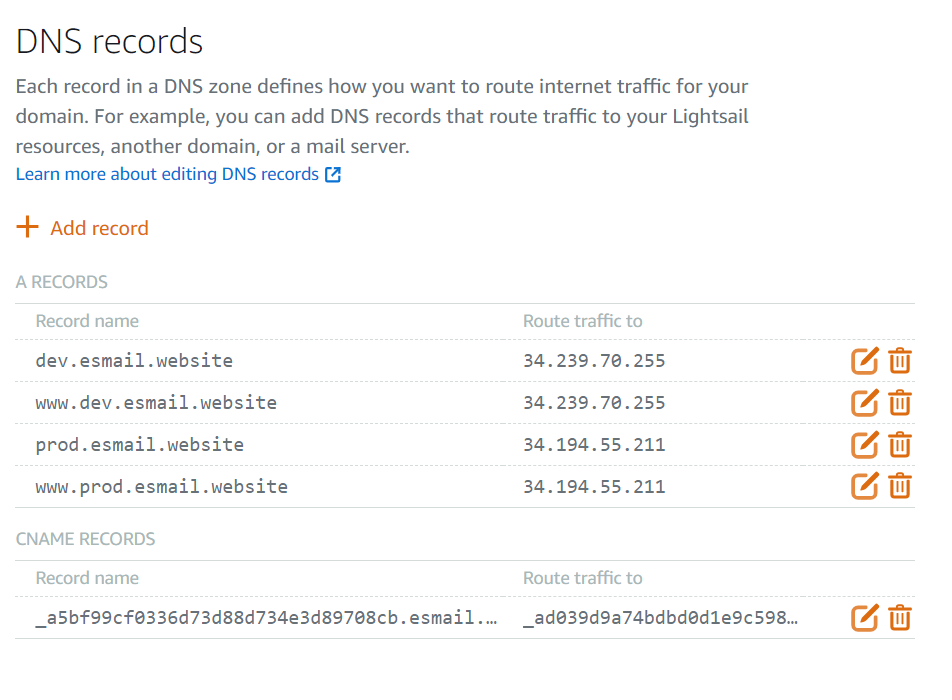 DNS records
Each record in a DNS zone defines how you want to route internet traffic for your
domain. For example, you can add DNS records that route traffic to your Lightsail
resources, another domain, or a mail server.
Learn more about editing DNS records
Add record
A RECORDS
Record name Route traffic to
dev.esmail.website 34.239.70.255
www.dev.esmail.website 34.239.70.255
prod.esmail.website 34.194.55.211
www.prod.esmail.website 34.194.55.211
CNAME RECORDS
Record name Route traffic to
_a5bf99cf0336d73d88d734e3d89708cb.esmail.... _ad039d9a74bdbd0d1e9c598...